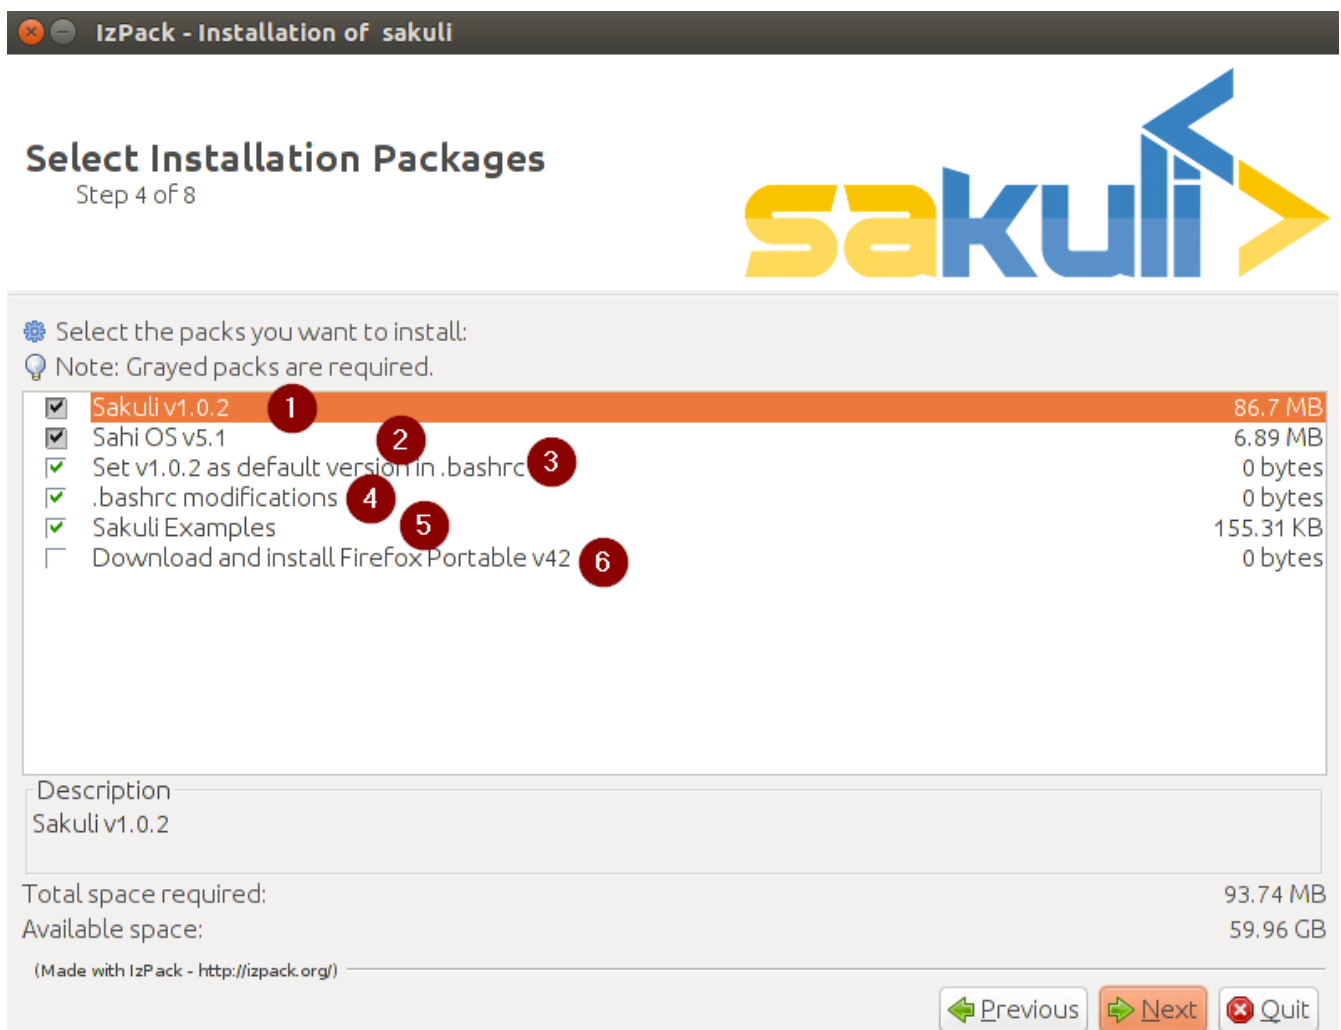 IzPack - Installation of sakuli
Select Installation Packages
Step 4 of 8
sakuli
Select the packs you want to install:
Note: Grayed packs are required.
Sakuli v1.0.2 1 86.7 MB
Sahi OS v5.1 2 6.89 MB
Set v1.0.2 as default version in .bashrc 3 0 bytes
.bashrc modifications 4 0 bytes
Sakuli Examples 5 155.31 KB
Download and install Firefox Portable v42 6 0 bytes
Description
Sakuli v1.0.2
Total space required: 93.74 MB
Available space: 59.96 GB
(Made with IzPack - http://izpack.org/)
Previous Next Quit